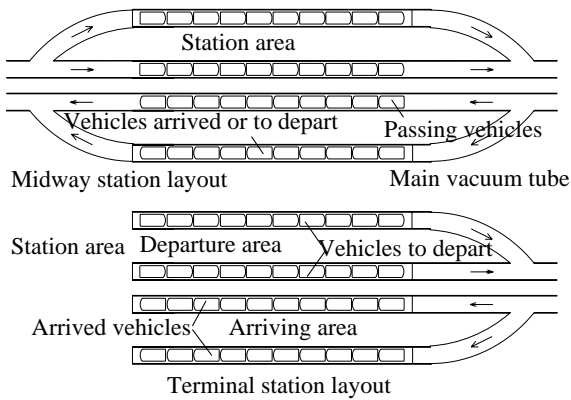 Station area
Vehicles arrived or to depart
Passing vehicles
Midway station layout
Main vacuum tube
Station area
Departure area
Vehicles to depart
Arrived vehicles
Arriving area
Terminal station layout